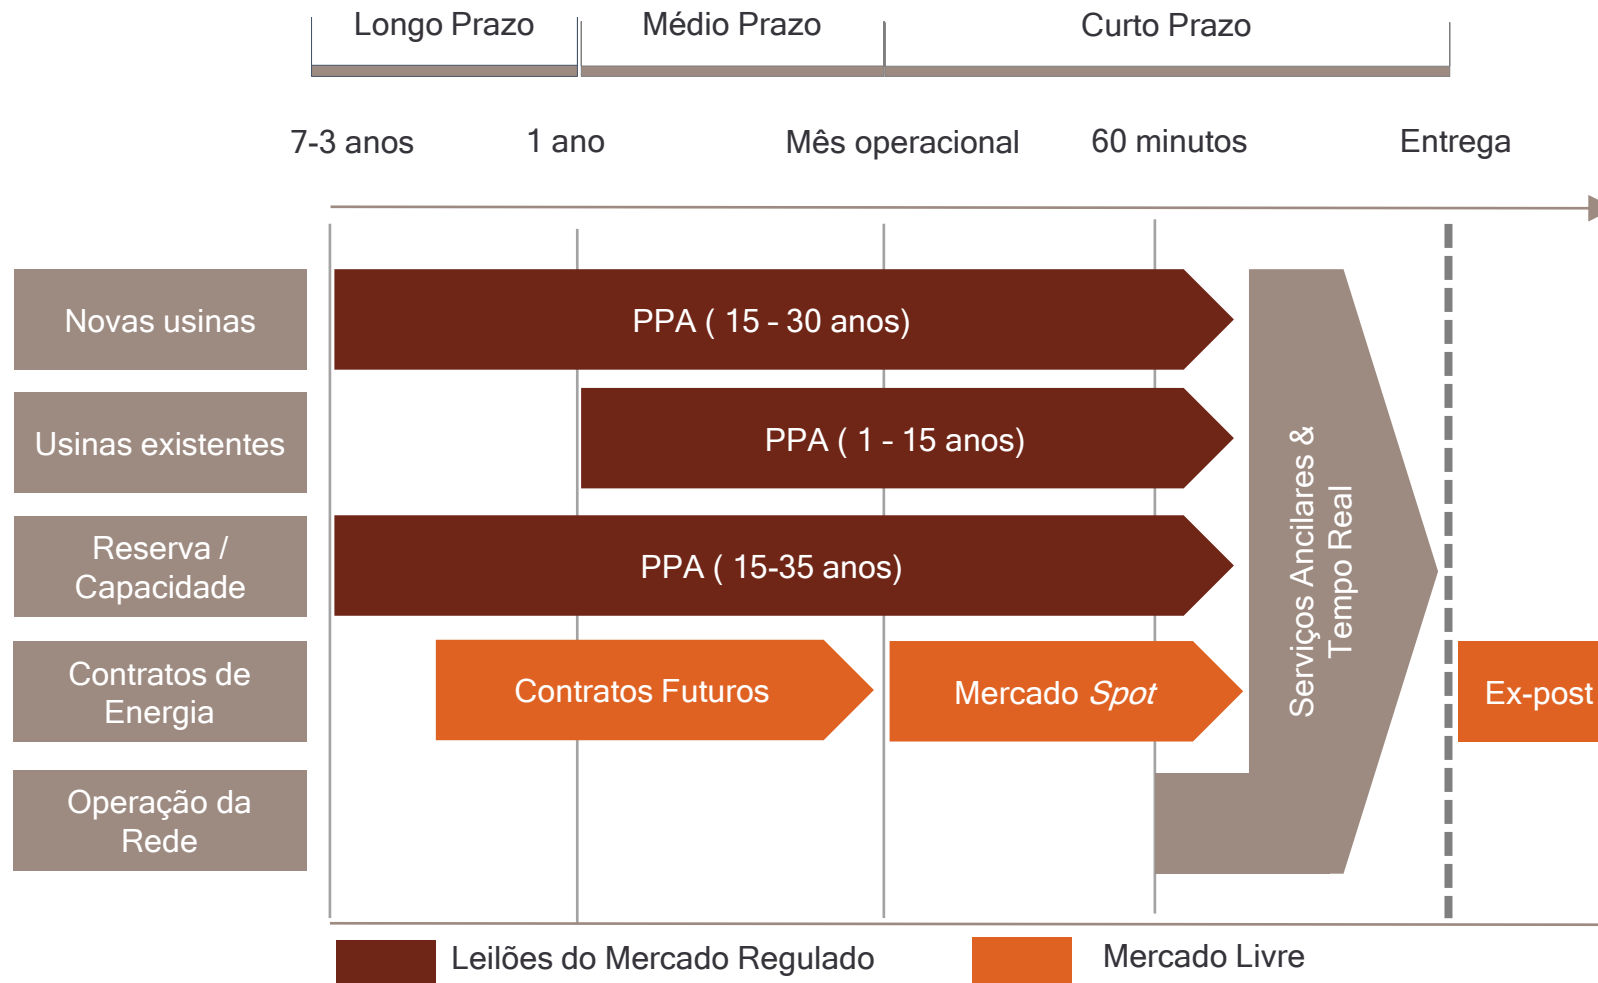 Longo Prazo
Médio Prazo
Curto Prazo
7-3 anos
1 ano
Mês operacional
60 minutos
Entrega
Novas usinas
PPA ( 15 - 30 anos)
Usinas existentes
PPA ( 1 - 15 anos)
Reserva /
Capacidade
PPA ( 15-35 anos)
Serviços Ancilares &
Tempo Real
Contratos de
Energia
Contratos Futuros
Mercado Spot
Ex-post
Operação da
Rede
Leilões do Mercado Regulado
Mercado Livre